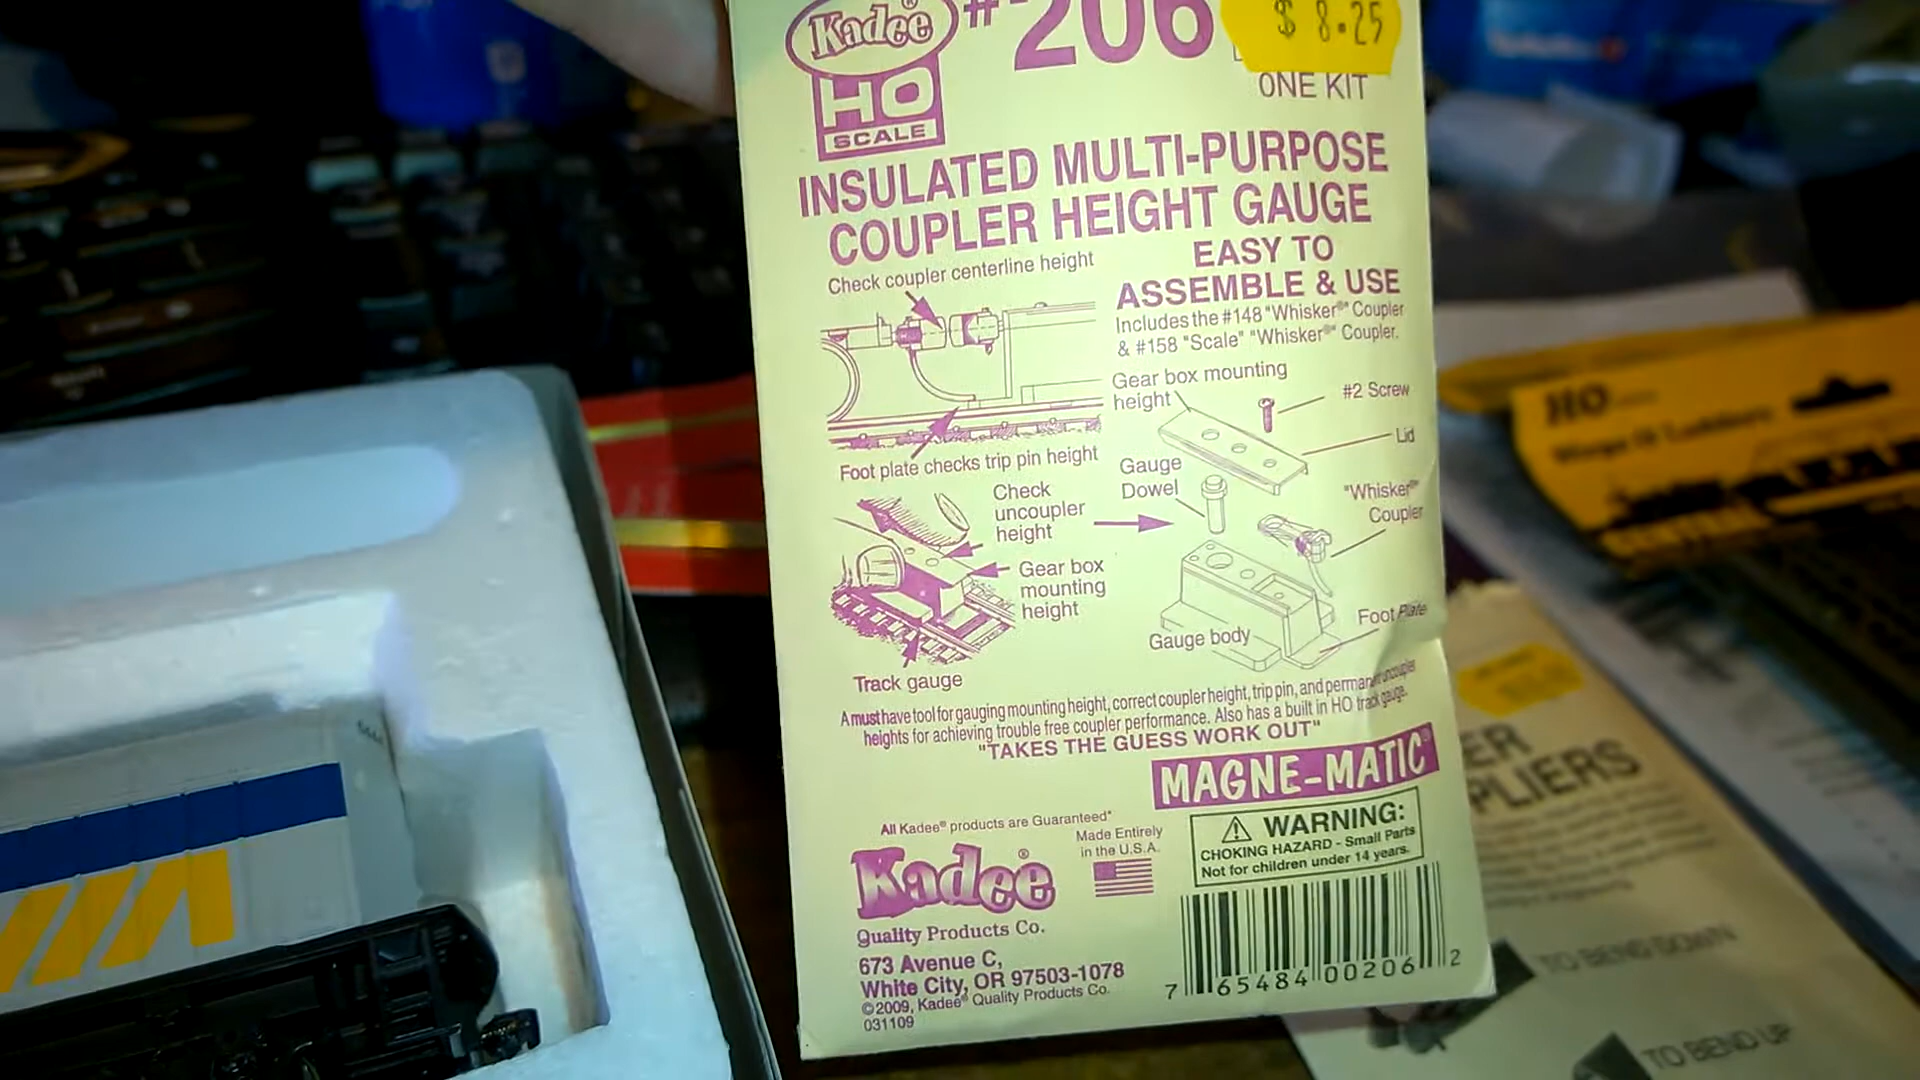 Kadee®
HO
SCALE
#206
$ 8.25
ONE KIT
INSULATED MULTI-PURPOSE
COUPLER HEIGHT GAUGE
EASY TO
ASSEMBLE & USE
Includes the #148 "Whisker®" Coupler
& #158 "Scale" "Whisker®" Coupler.
Check coupler centerline height
Foot plate checks trip pin height
Gear box mounting
height
#2 Screw
Lid
Gauge
Dowel
"Whisker®"
Coupler
Check
uncoupler
height
Gear box
mounting
height
Gauge body
Foot Plate
Track gauge
A must have tool for gauging mounting height, correct coupler height, trip pin, and permanent uncoupler
heights for achieving trouble free coupler performance. Also has a built in HO track gauge.
"TAKES THE GUESS WORK OUT"
MAGNE-MATIC®
All Kadee® products are Guaranteed"
Made Entirely
in the U.S.A.
WARNING:
CHOKING HAZARD - Small Parts
Not for children under 14 years.
Kadee®
Quality Products Co.
673 Avenue C,
White City, OR 97503-1078
©2009, Kadee® Quality Products Co.
031109
7 65484 00206 2
VIA
HO
ER
PLIERS
TO BEND DOWN
TO BEND UP